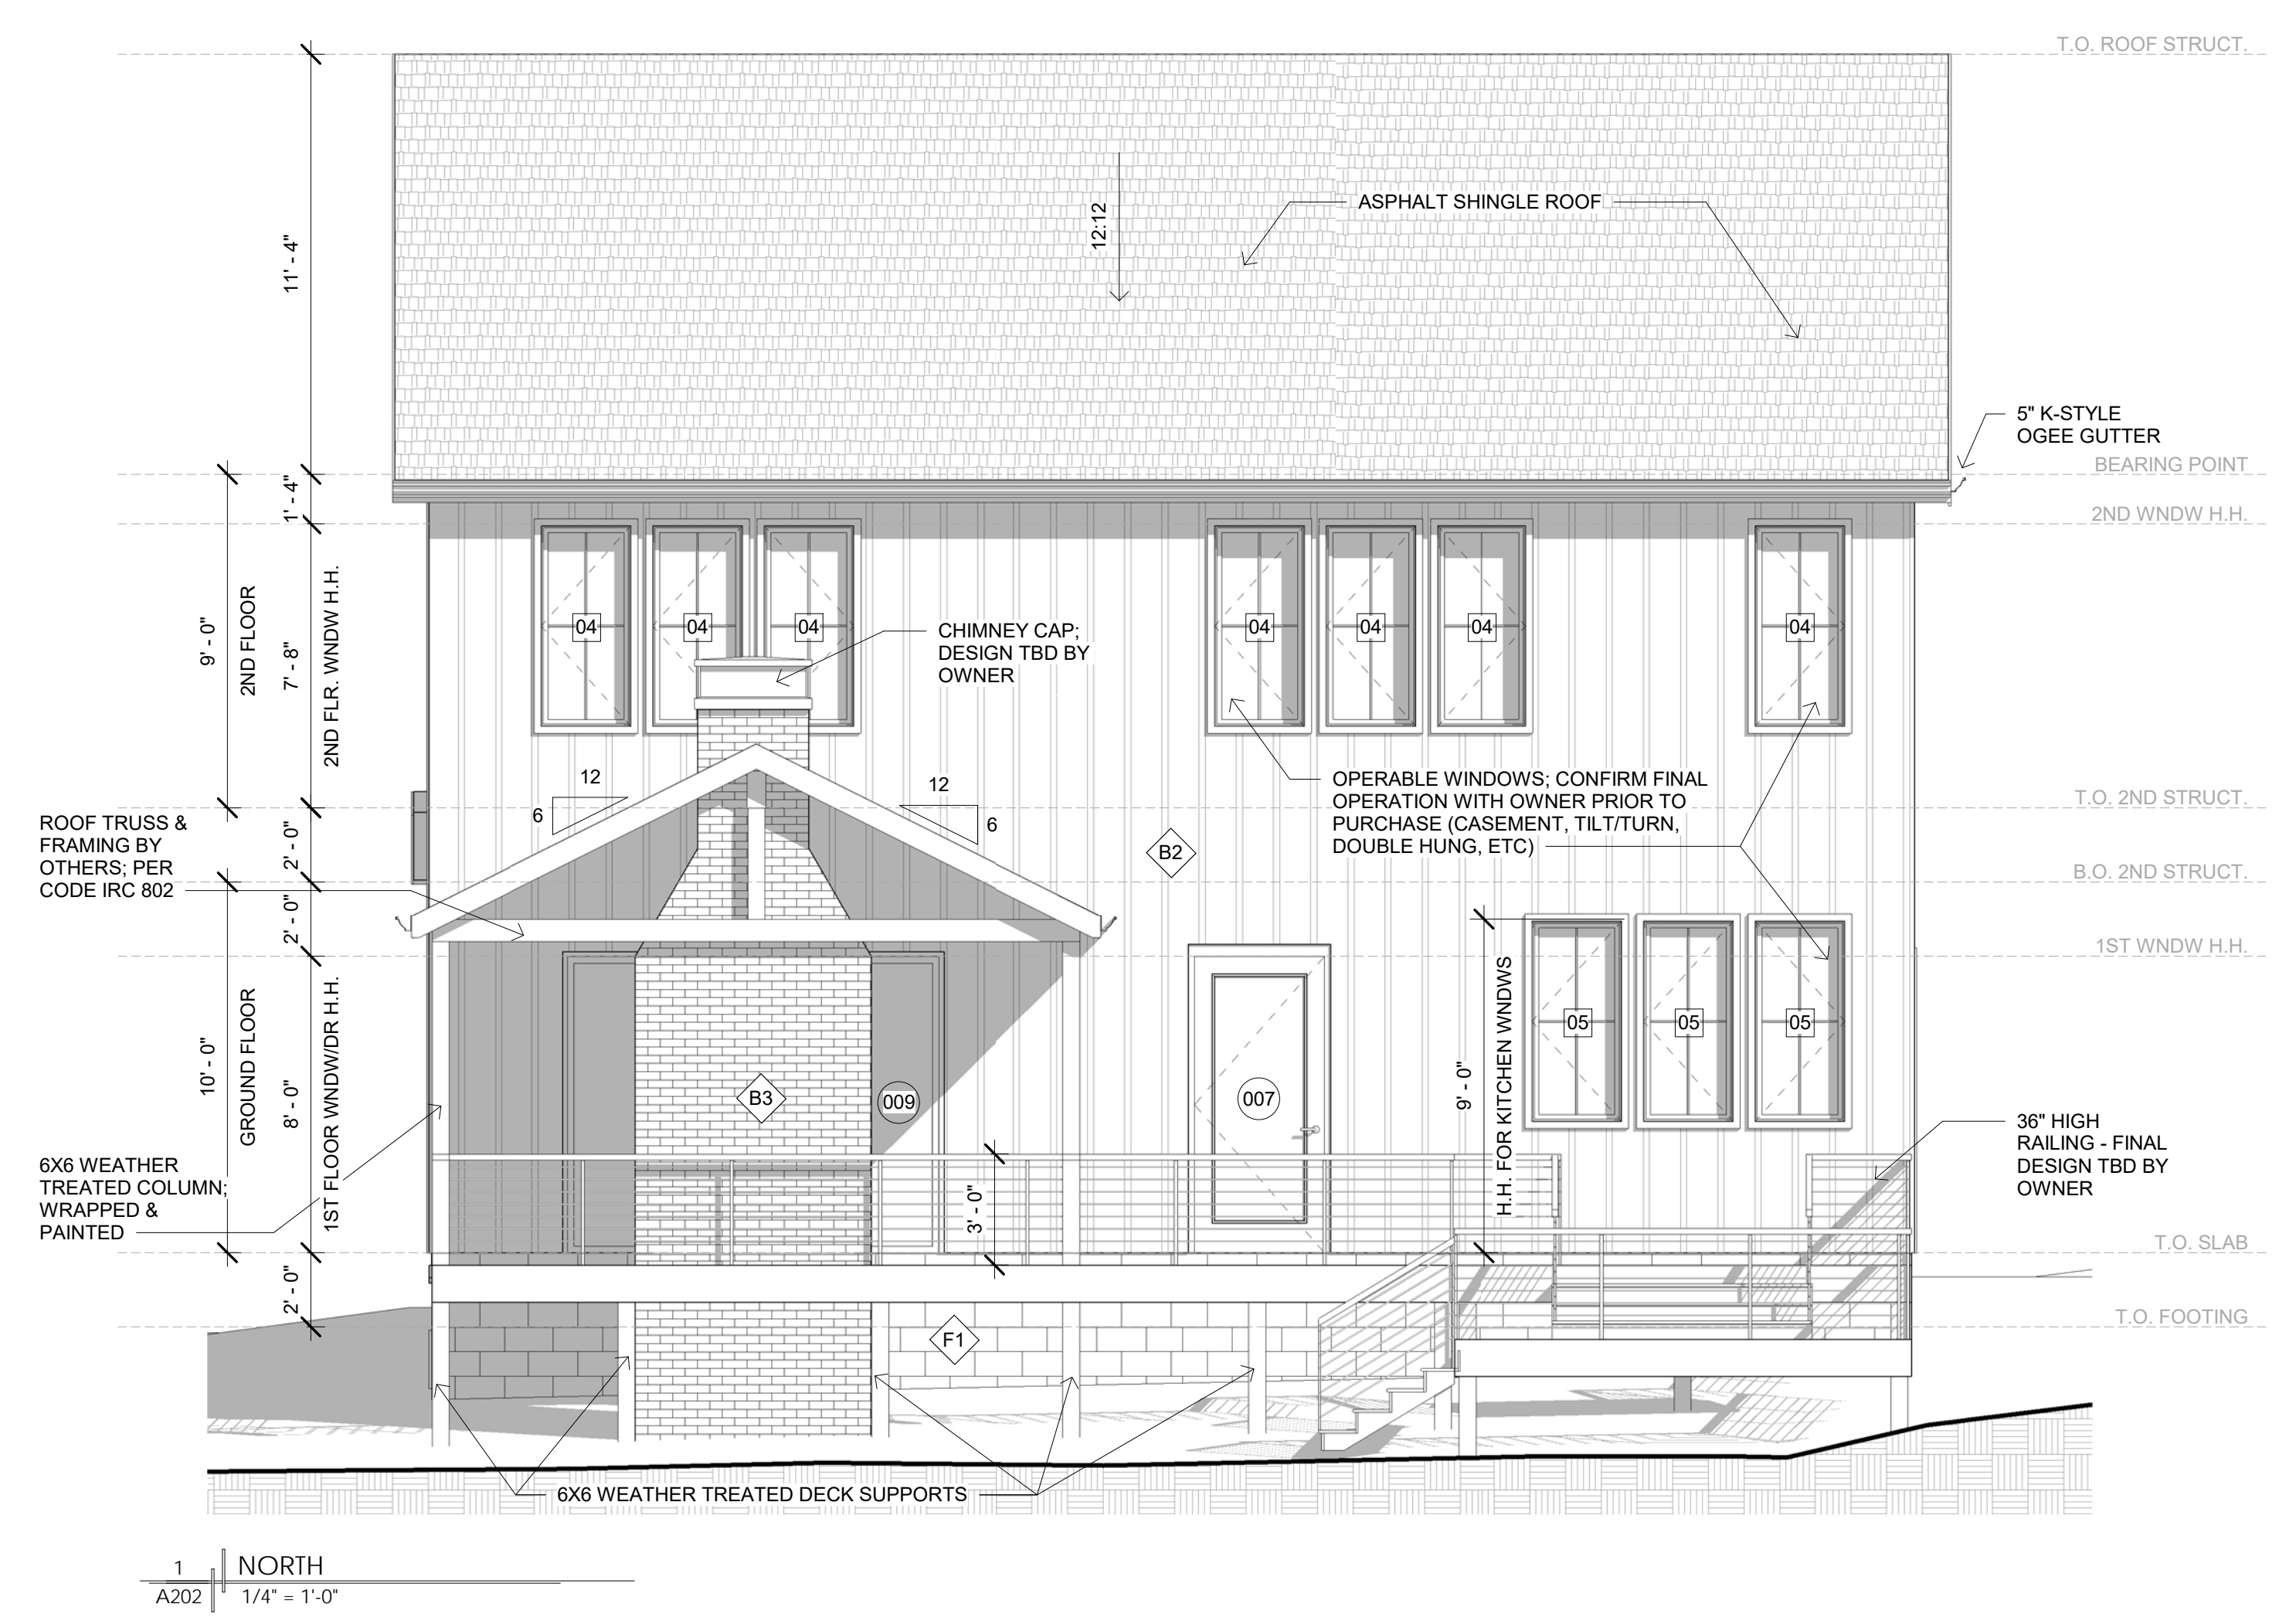 T.O. ROOF STRUCT.
11' - 4"
12:12
ASPHALT SHINGLE ROOF
5" K-STYLE
OGEE GUTTER
BEARING POINT
1' - 4"
2ND WNDW H.H.
9' - 0"
2ND FLOOR
7' - 8"
2ND FLR. WNDW H.H.
04
04
04
04
04
04
04
CHIMNEY CAP;
DESIGN TBD BY
OWNER
12
6
12
6
OPERABLE WINDOWS; CONFIRM FINAL
OPERATION WITH OWNER PRIOR TO
PURCHASE (CASEMENT, TILT/TURN,
DOUBLE HUNG, ETC)
T.O. 2ND STRUCT.
ROOF TRUSS &
FRAMING BY
OTHERS; PER
CODE IRC 802
2' - 0"
B2
B.O. 2ND STRUCT.
2' - 0"
1ST WNDW H.H.
10' - 0"
GROUND FLOOR
8' - 0"
1ST FLOOR WNDW/DR H.H.
9' - 0"
H.H. FOR KITCHEN WNDWS
05
05
05
B3
009
007
36" HIGH
RAILING - FINAL
DESIGN TBD BY
OWNER
6X6 WEATHER
TREATED COLUMN;
WRAPPED &
PAINTED
3' - 0"
T.O. SLAB
2' - 0"
T.O. FOOTING
F1
6X6 WEATHER TREATED DECK SUPPORTS
1
NORTH
A202
1/4" = 1'-0"